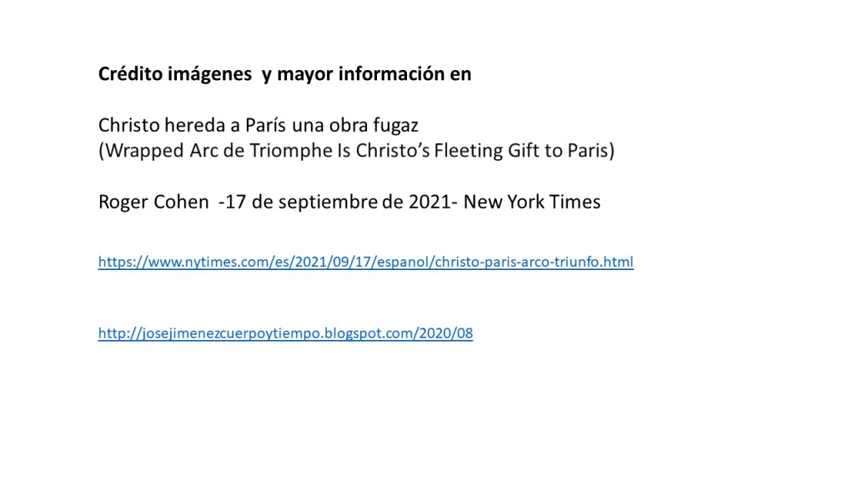 Crédito imágenes y mayor información en
Christo hereda a París una obra fugaz
(Wrapped Arc de Triomphe Is Christo’s Fleeting Gift to Paris)
Roger Cohen -17 de septiembre de 2021- New York Times
https://www.nytimes.com/es/2021/09/17/espanol/christo-paris-arco-triunfo.html
http://josejimenezcuerpoytiempo.blogspot.com/2020/08